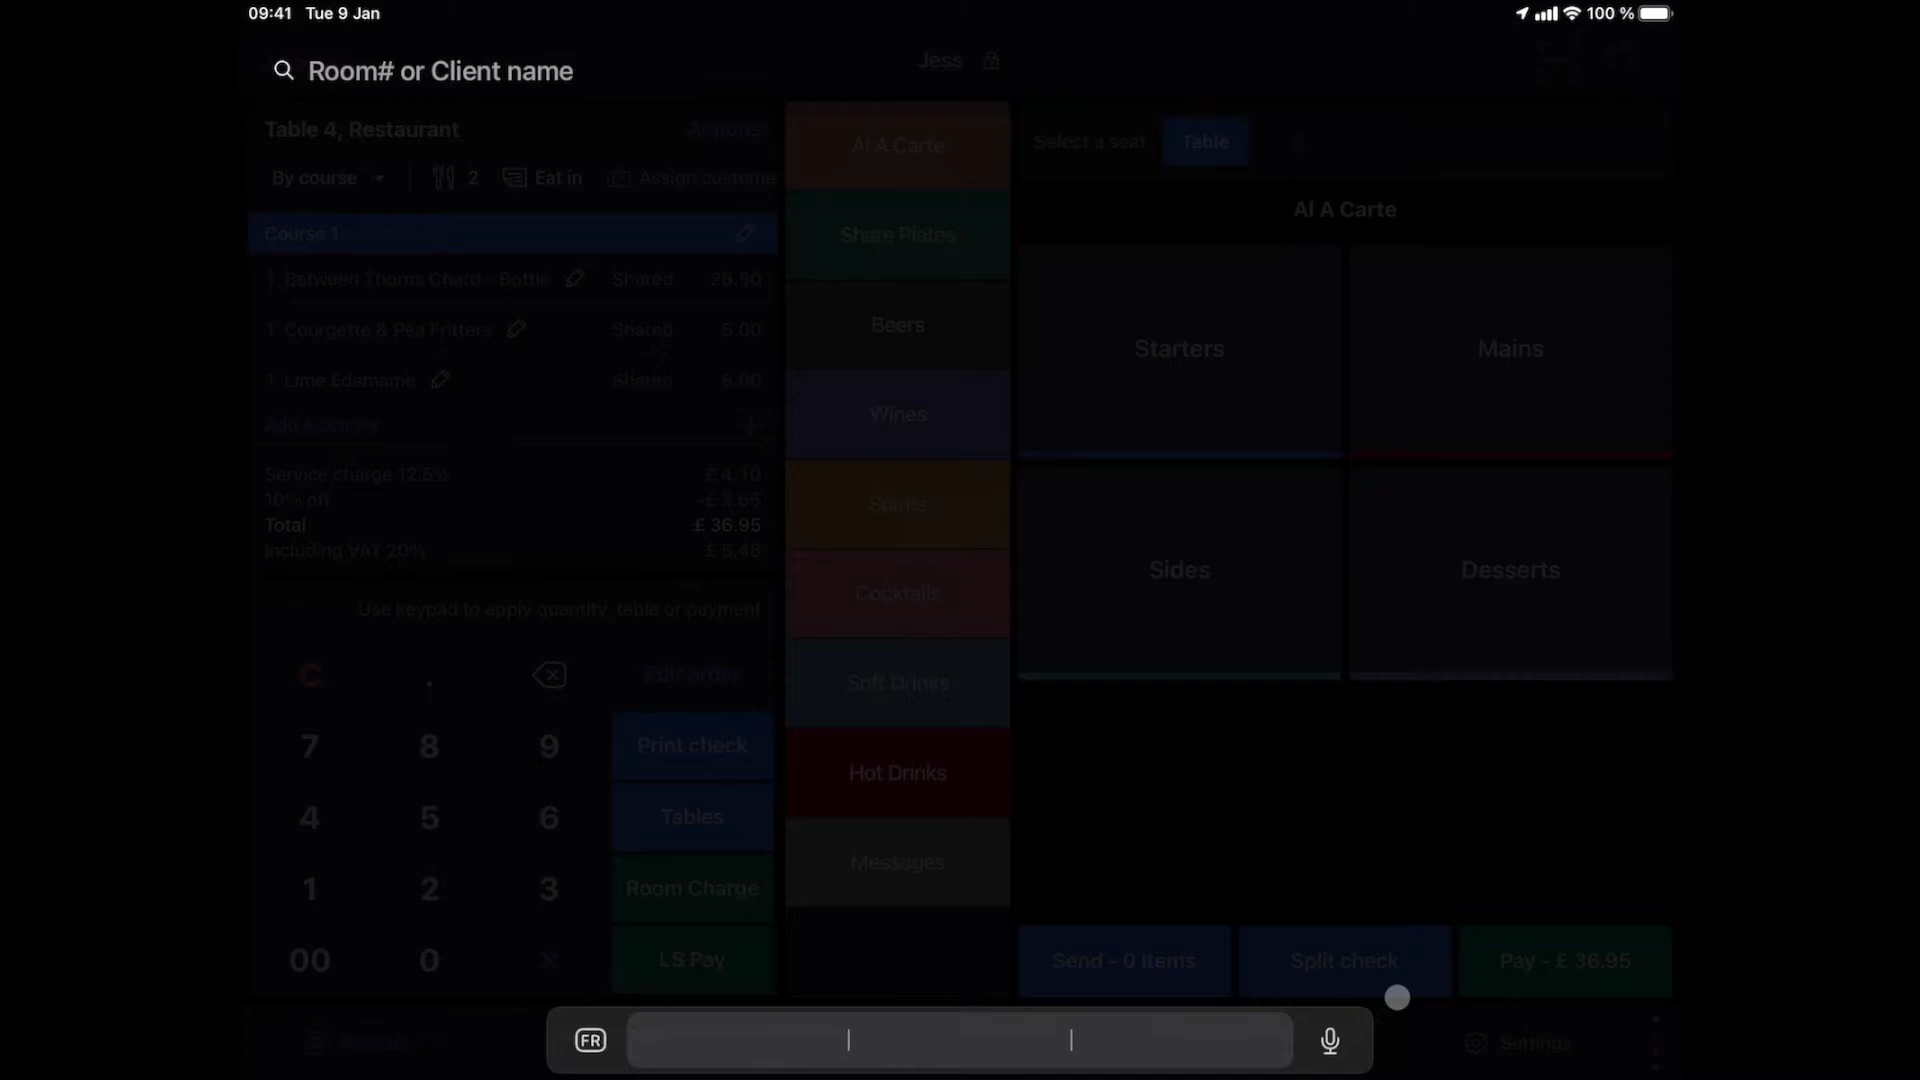 09:41 Tue 9 Jan
100 %
Room# or Client name
Jess
Table 4, Restaurant
Actions
By course
2
Eat in
Assign custome
Course 1
1 Between Thorns Chard - Bottle Shared 26.50
1 Courgette & Pea Fritters Shared 5.00
1 Lime Edamame Shared 5.00
Add a course
Service charge 12.5% £ 4.10
10% off -£ 3.65
Total £ 36.95
Including VAT 20% £ 5.48
Use keypad to apply quantity, table or payment
C . Edit order
7 8 9 Print check
4 5 6 Tables
1 2 3 Room Charge
00 0 LS Pay
Al A Carte
Share Plates
Beers
Wines
Spirits
Cocktails
Soft Drinks
Hot Drinks
Messages
Select a seat
Table
Al A Carte
Starters
Mains
Sides
Desserts
Send - 0 Items
Split check
Pay - £ 36.95
FR
Settings